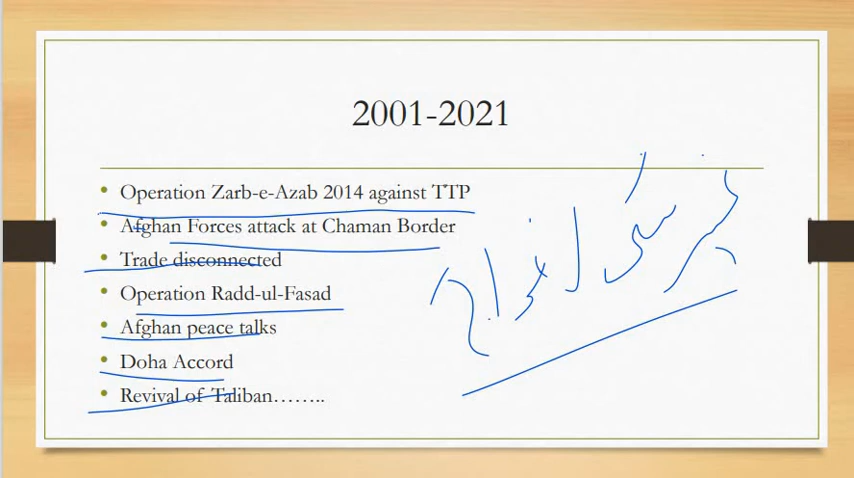 2001-2021
• Operation Zarb-e-Azab 2014 against TTP
• Afghan Forces attack at Chaman Border
• Trade disconnected
• Operation Radd-ul-Fasad
• Afghan peace talks
• Doha Accord
• Revival of Taliban……..